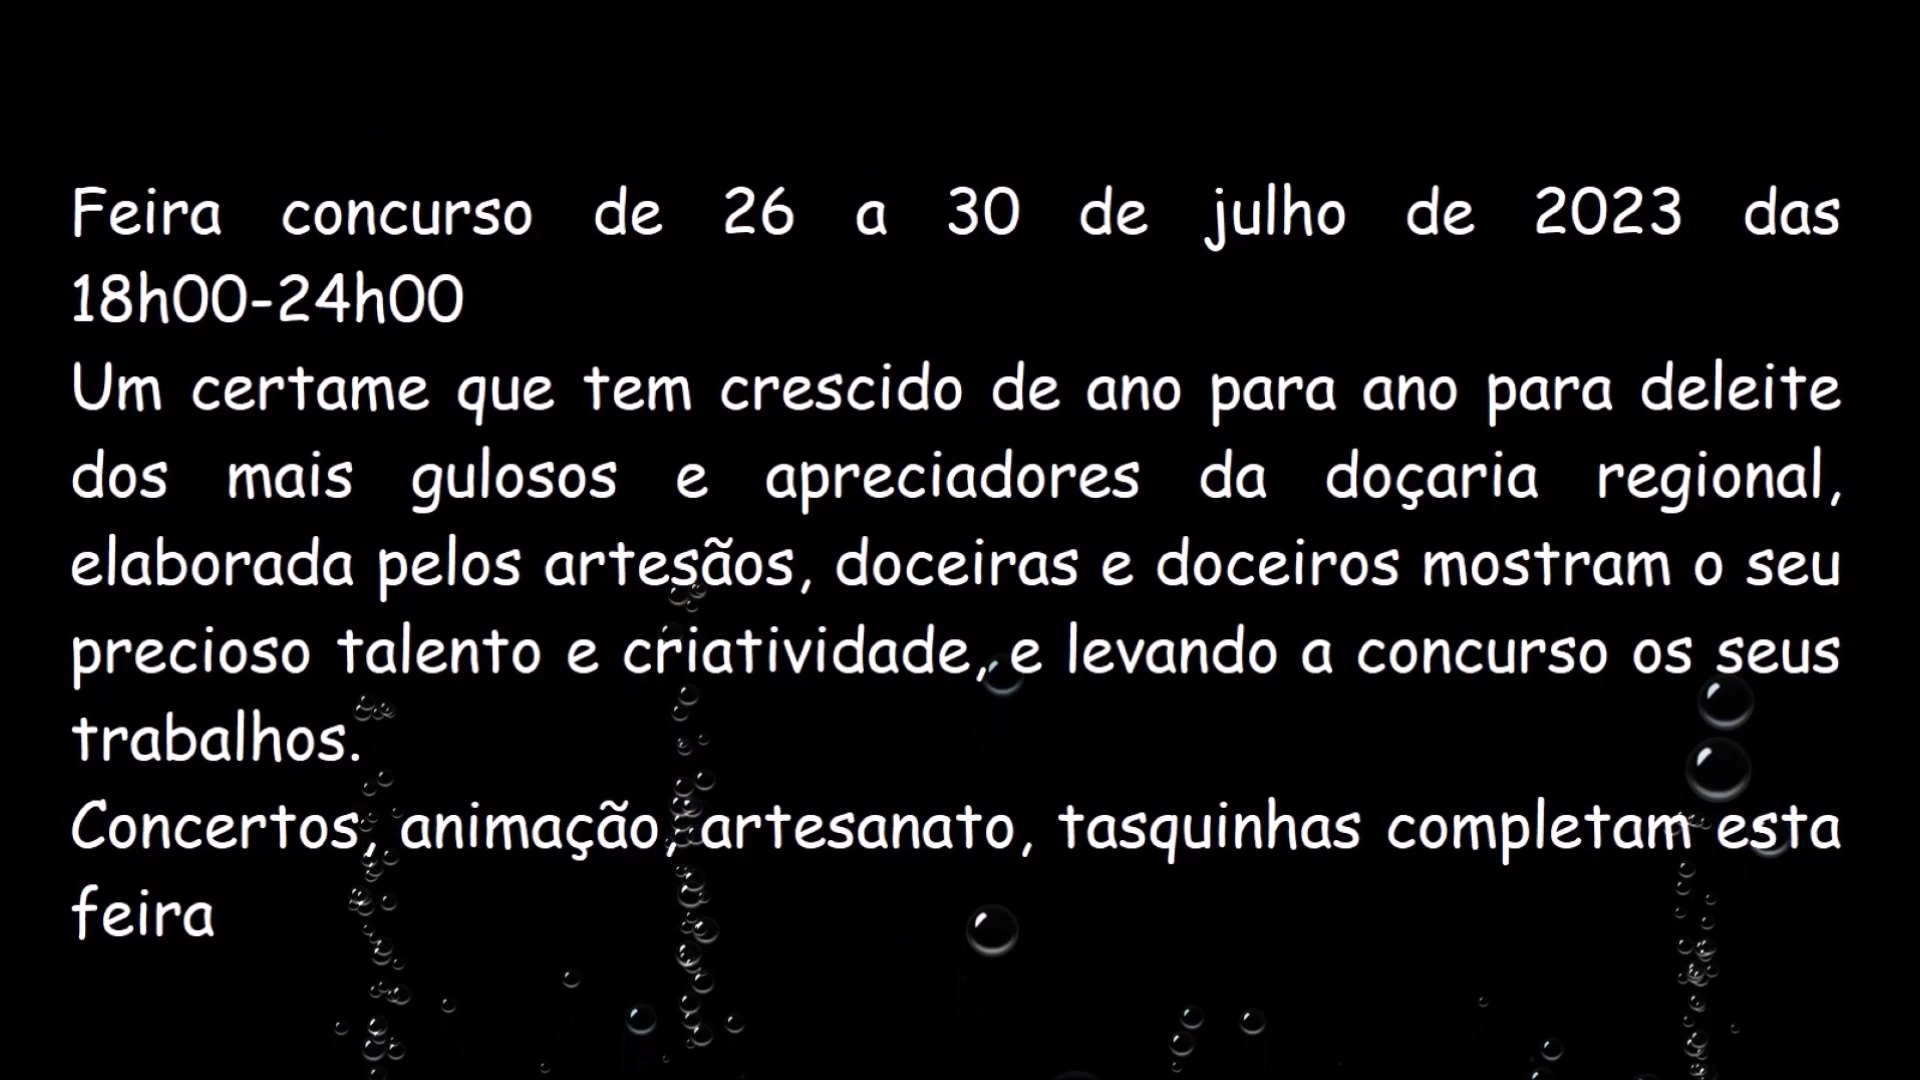 Feira concurso de 26 a 30 de julho de 2023 das
18h00-24h00
Um certame que tem crescido de ano para ano para deleite
dos mais gulosos e apreciadores da doçaria regional,
elaborada pelos artesãos, doceiras e doceiros mostram o seu
precioso talento e criatividade, e levando a concurso os seus
trabalhos.
Concertos, animação, artesanato, tasquinhas completam esta
feira